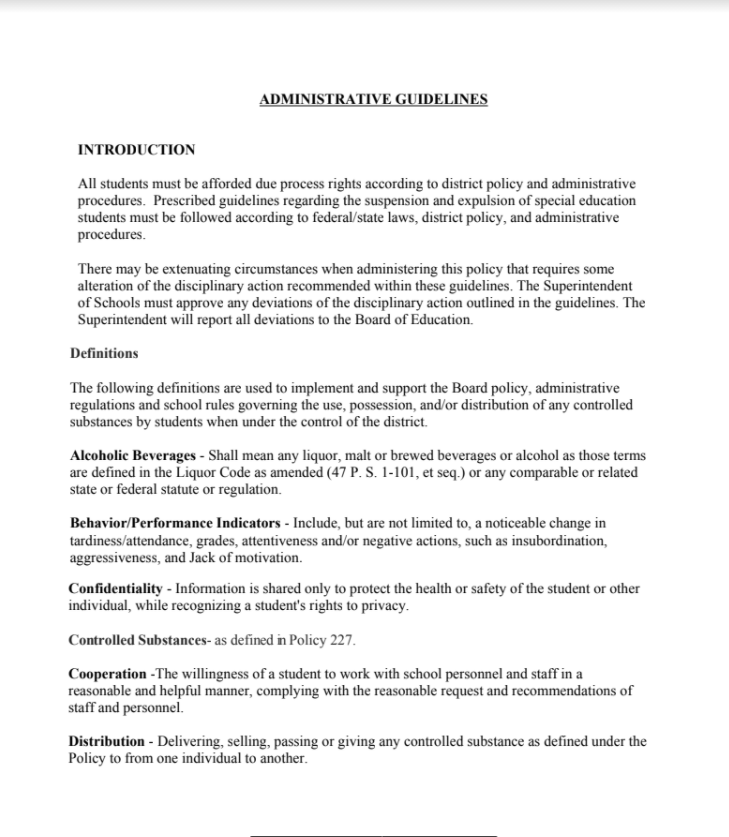 ADMINISTRATIVE GUIDELINES
INTRODUCTION
All students must be afforded due process rights according to district policy and administrative
procedures. Prescribed guidelines regarding the suspension and expulsion of special education
students must be followed according to federal/state laws, district policy, and administrative
procedures.
There may be extenuating circumstances when administering this policy that requires some
alteration of the disciplinary action recommended within these guidelines. The Superintendent
of Schools must approve any deviations of the disciplinary action outlined in the guidelines. The
Superintendent will report all deviations to the Board of Education.
Definitions
The following definitions are used to implement and support the Board policy, administrative
regulations and school rules governing the use, possession, and/or distribution of any controlled
substances by students when under the control of the district.
Alcoholic Beverages - Shall mean any liquor, malt or brewed beverages or alcohol as those terms
are defined in the Liquor Code as amended (47 P. S. 1-101, et seq.) or any comparable or related
state or federal statute or regulation.
Behavior/Performance Indicators - Include, but are not limited to, a noticeable change in
tardiness/attendance, grades, attentiveness and/or negative actions, such as insubordination,
aggressiveness, and Jack of motivation.
Confidentiality - Information is shared only to protect the health or safety of the student or other
individual, while recognizing a student's rights to privacy.
Controlled Substances- as defined in Policy 227.
Cooperation -The willingness of a student to work with school personnel and staff in a
reasonable and helpful manner, complying with the reasonable request and recommendations of
staff and personnel.
Distribution - Delivering, selling, passing or giving any controlled substance as defined under the
Policy to from one individual to another.